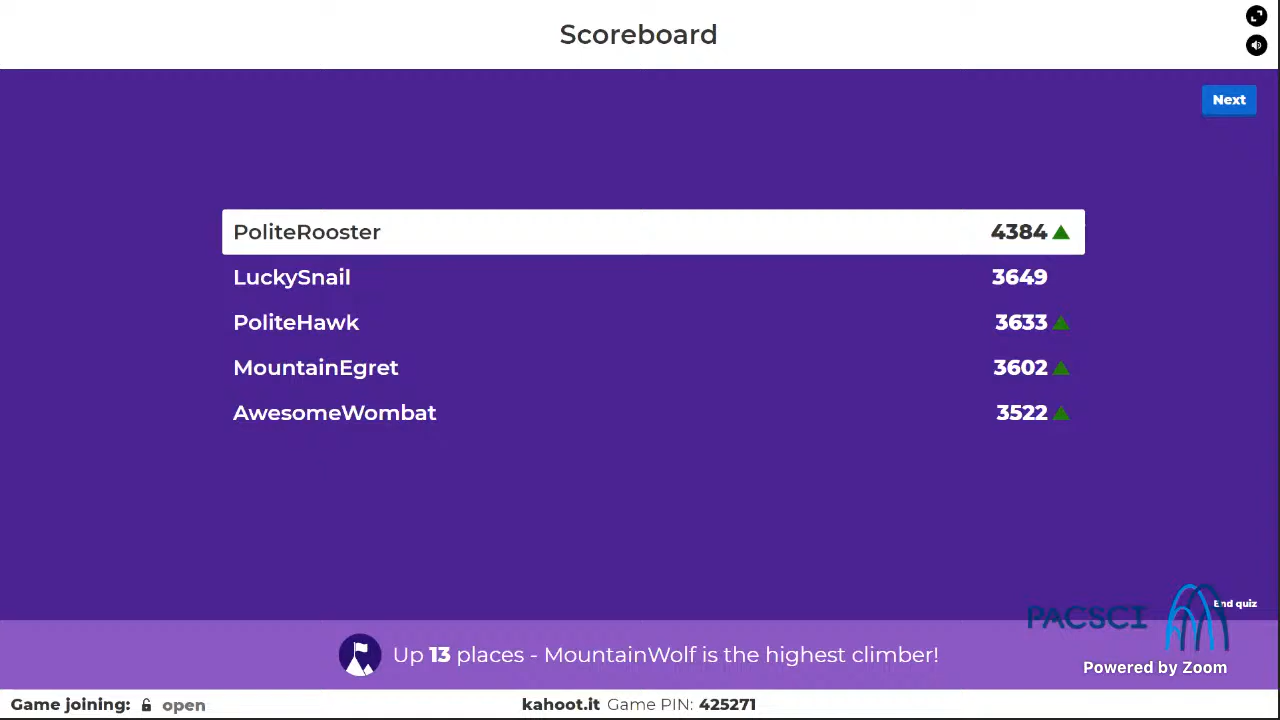 Scoreboard
Next
PoliteRooster 4384
LuckySnail 3649
PoliteHawk 3633
MountainEgret 3602
AwesomeWombat 3522
End quiz
PACSCI
Up 13 places - MountainWolf is the highest climber!
Powered by Zoom
Game joining: open kahoot.it Game PIN: 425271